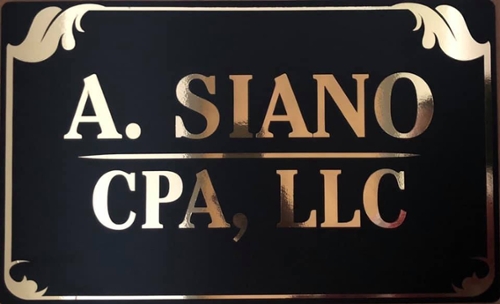 A. SIANO
CPA, LLC